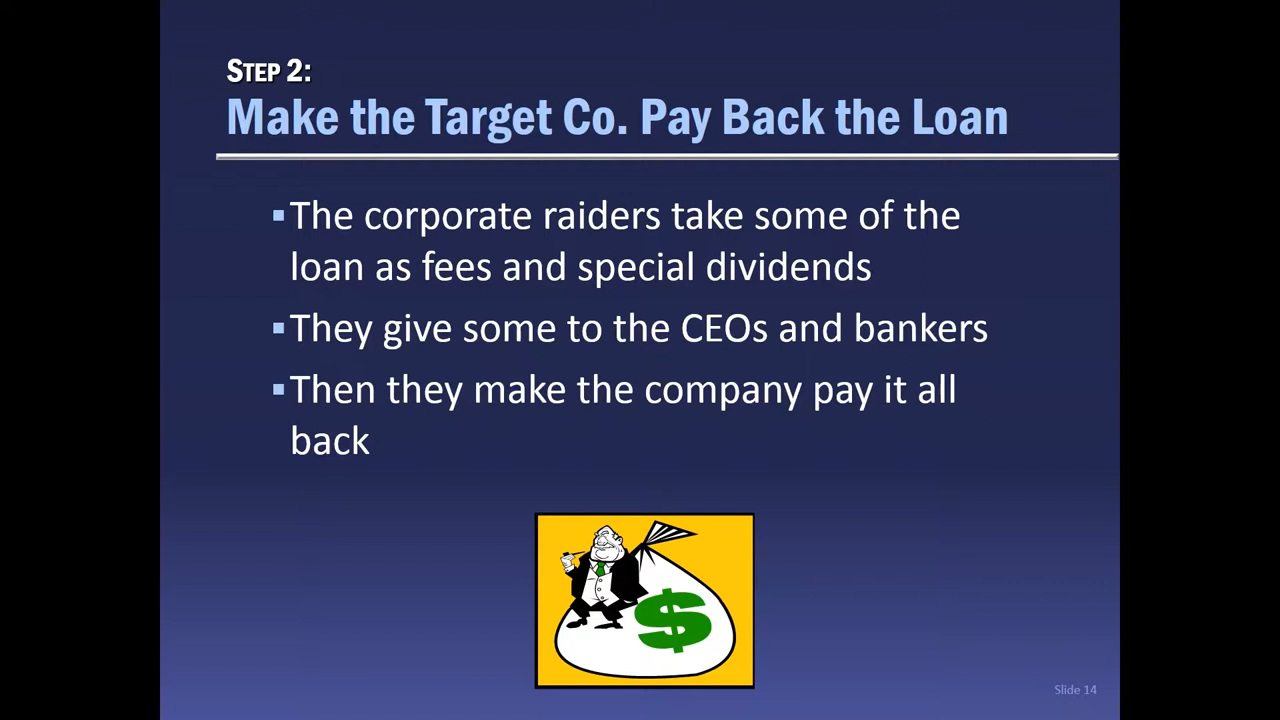 STEP 2:
Make the Target Co. Pay Back the Loan
▪The corporate raiders take some of the
loan as fees and special dividends
▪They give some to the CEOs and bankers
▪Then they make the company pay it all
back
$
Slide 14